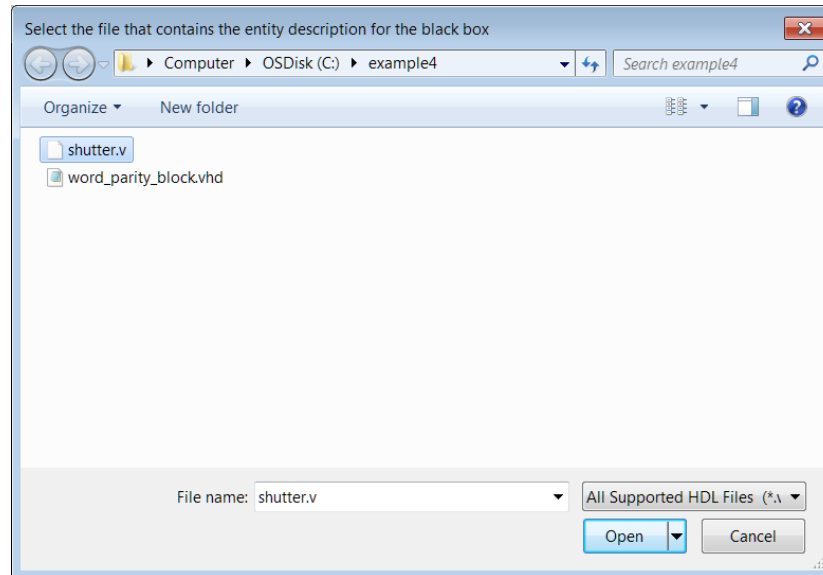 Select the file that contains the entity description for the black box
Computer OSDisk (C:) example4
Search example4
Organize New folder
shutter.v
word_parity_block.vhd
File name: shutter.v
All Supported HDL Files (*.v
Open Cancel